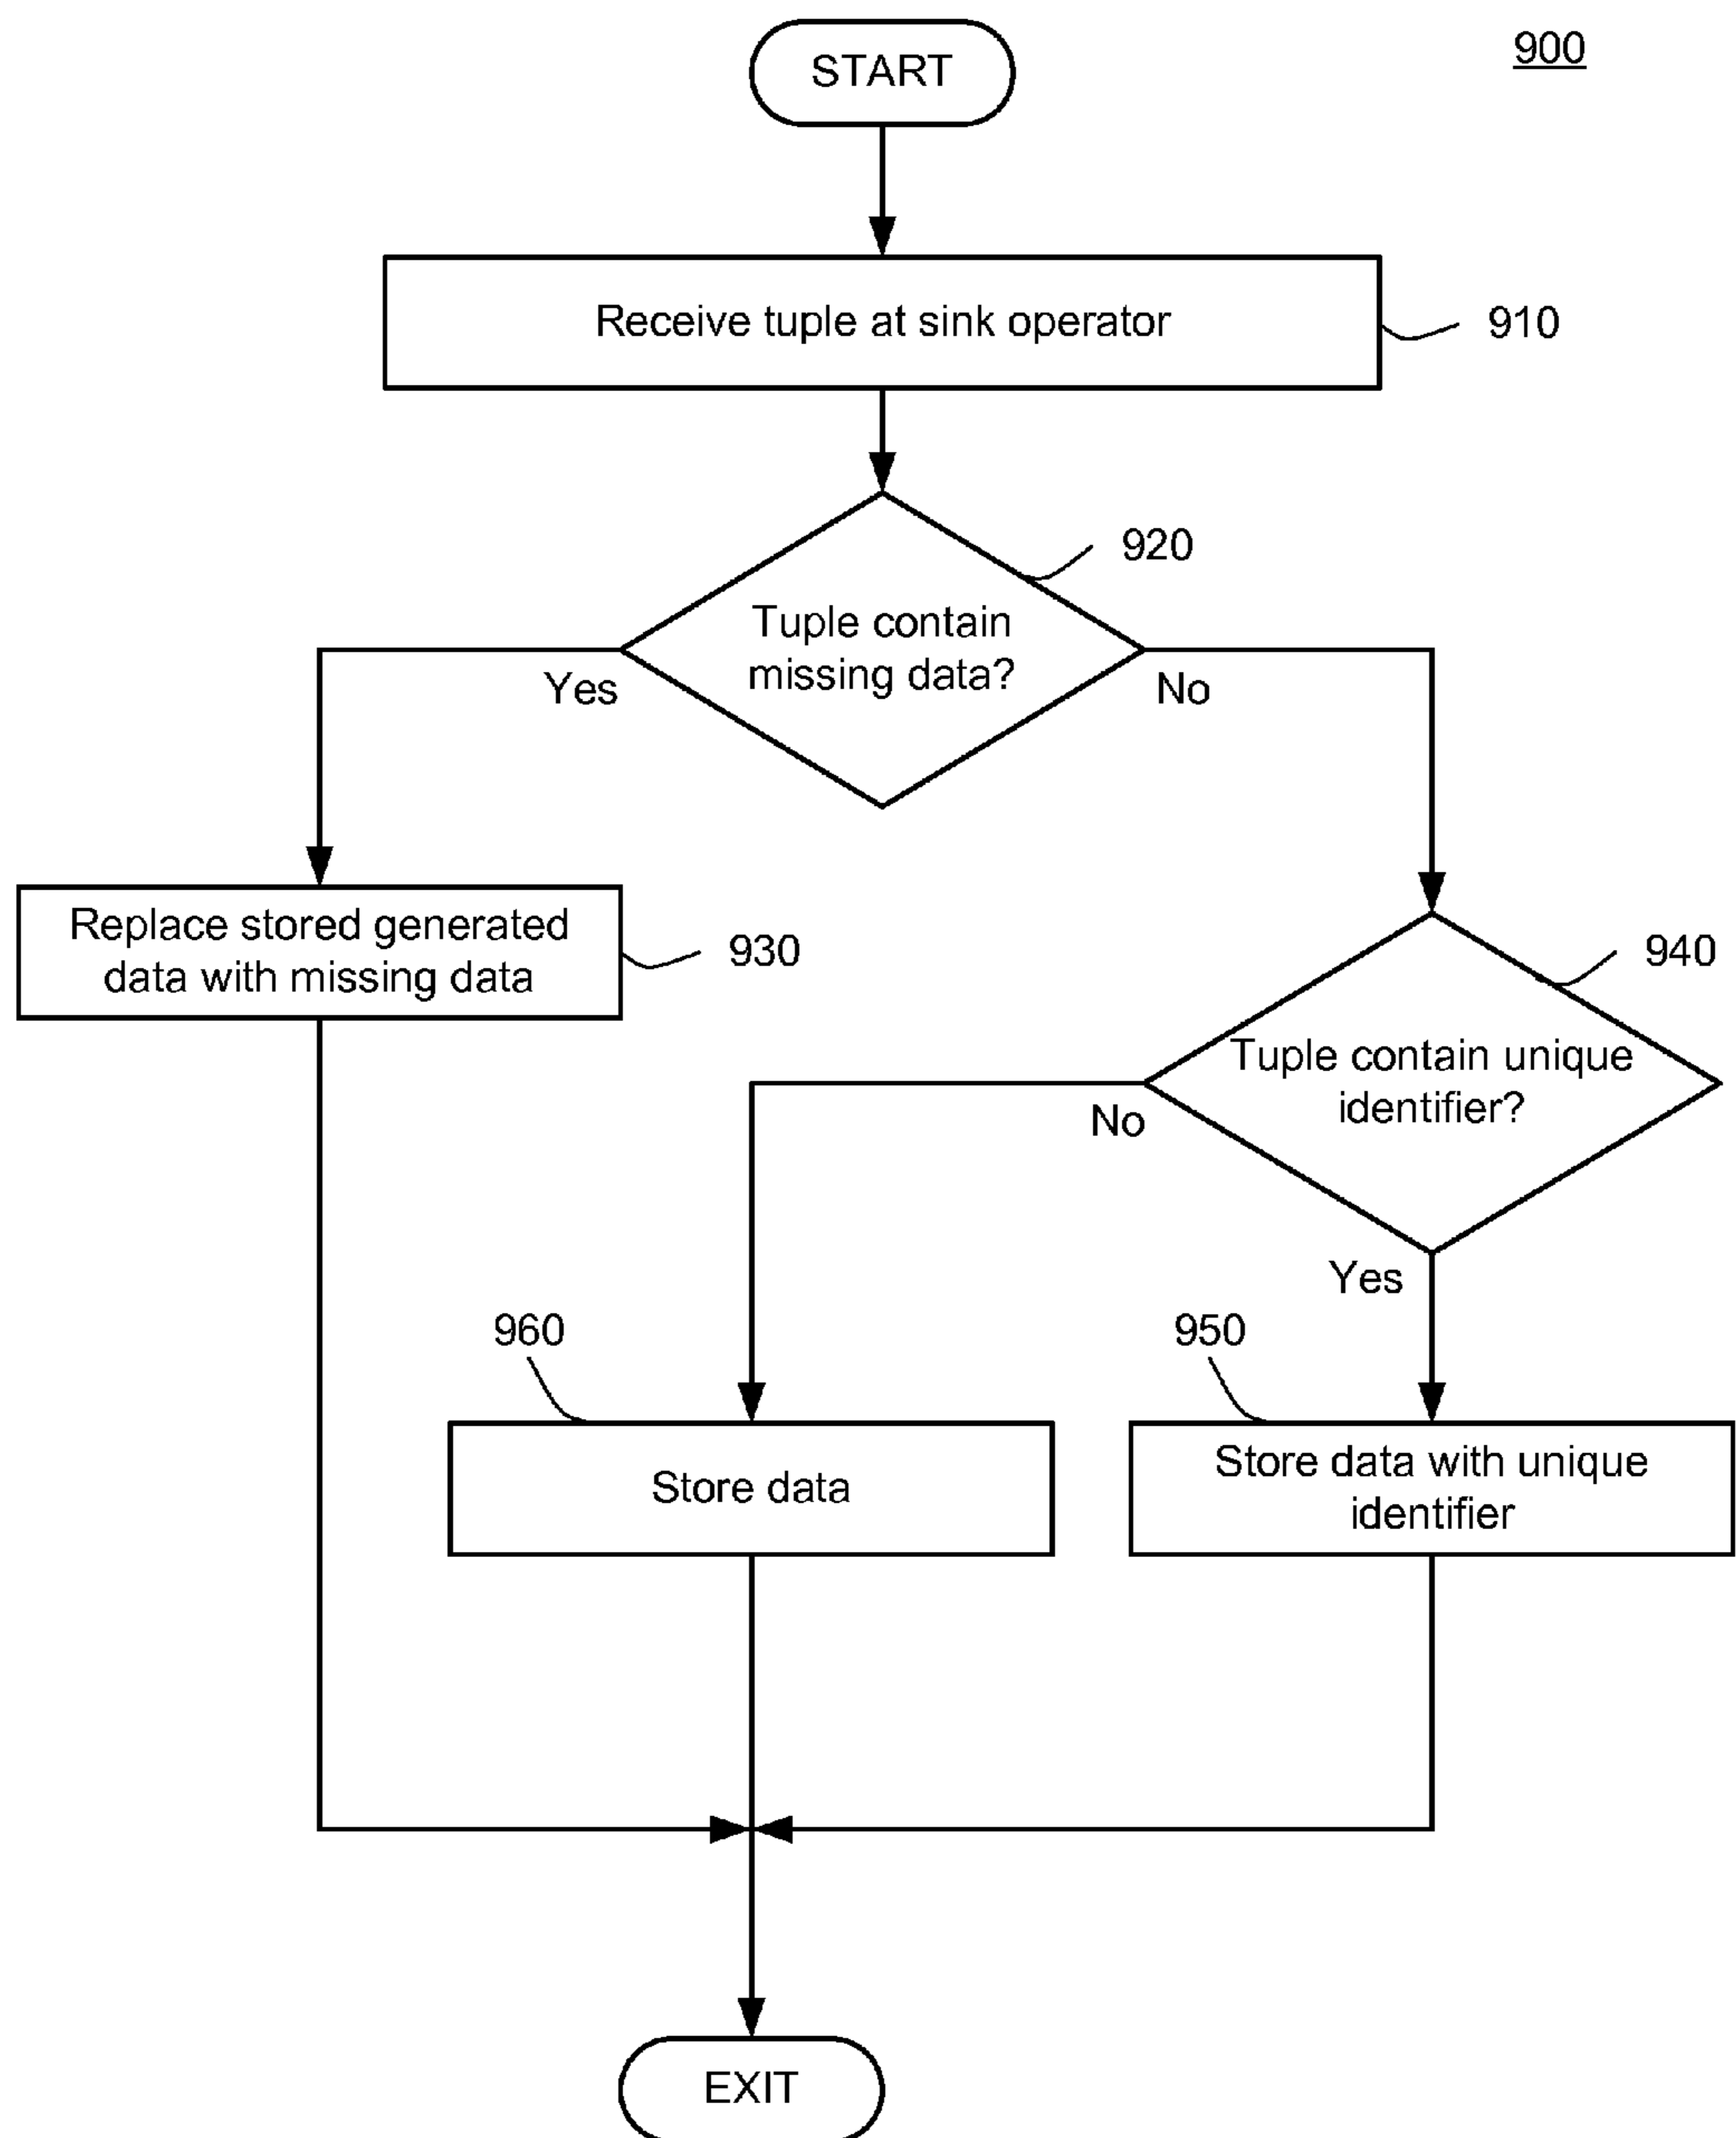 900
START
Receive tuple at sink operator
910
920
Tuple contain
missing data?
Yes
No
Replace stored generated
data with missing data
930
940
Tuple contain unique
identifier?
No
Yes
960
950
Store data
Store data with unique
identifier
EXIT